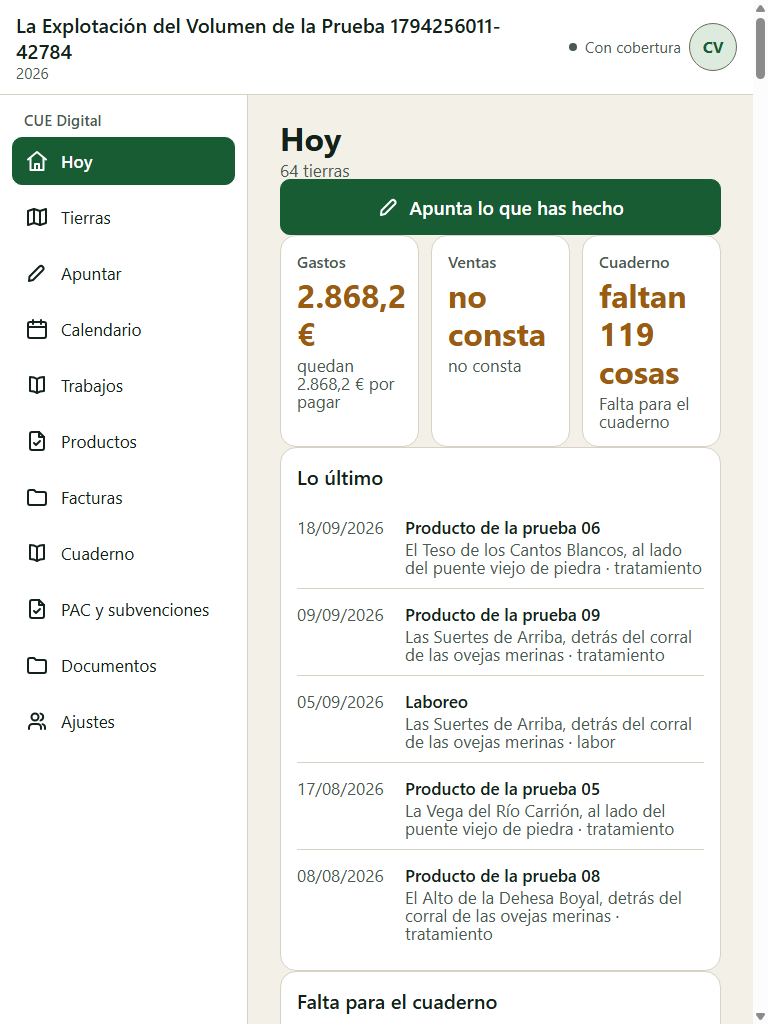 La Explotación del Volumen de la Prueba 1794256011-
42784
2026
Con cobertura
CV
CUE Digital
Hoy
Tierras
Apuntar
Calendario
Trabajos
Productos
Facturas
Cuaderno
PAC y subvenciones
Documentos
Ajustes
Hoy
64 tierras
Apunta lo que has hecho
Gastos
2.868,2
€
quedan
2.868,2 € por
pagar
Ventas
no
consta
no consta
Cuaderno
faltan
119
cosas
Falta para el
cuaderno
Lo último
18/09/2026 Producto de la prueba 06
El Teso de los Cantos Blancos, al lado
del puente viejo de piedra · tratamiento
09/09/2026 Producto de la prueba 09
Las Suertes de Arriba, detrás del corral
de las ovejas merinas · tratamiento
05/09/2026 Laboreo
Las Suertes de Arriba, detrás del corral
de las ovejas merinas · labor
17/08/2026 Producto de la prueba 05
La Vega del Río Carrión, al lado del
puente viejo de piedra · tratamiento
08/08/2026 Producto de la prueba 08
El Alto de la Dehesa Boyal, detrás del
corral de las ovejas merinas ·
tratamiento
Falta para el cuaderno